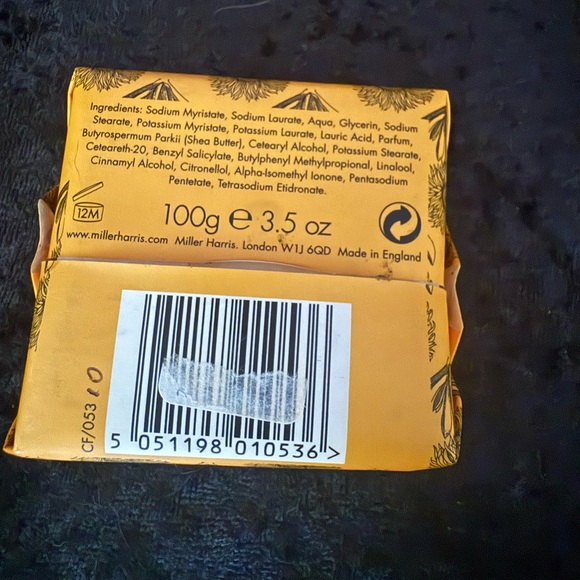 Ingredients: Sodium Myristate, Sodium Laurate, Aqua, Glycerin, Sodium
Stearate, Potassium Myristate, Potassium Laurate, Lauric Acid, Parfum,
Butyrospermum Parkii (Shea Butter), Cetearyl Alcohol, Potassium Stearate,
Ceteareth-20, Benzyl Salicylate, Butylphenyl Methylpropional, Linalool,
Cinnamyl Alcohol, Citronellol, Alpha-Isomethyl Ionone, Pentasodium
Pentetate, Tetrasodium Etidronate.
12M
100g e 3.5 oz
www.millerharris.com Miller Harris. London W1J 6QD Made in England
CF/053
5 051198 010536 >